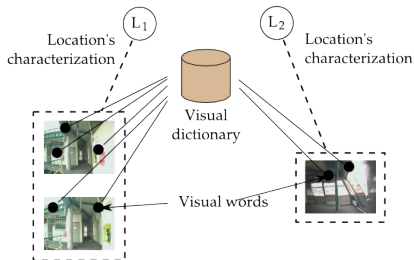 L1
L2
Location's
characterization
Location's
characterization
Visual
dictionary
Visual words